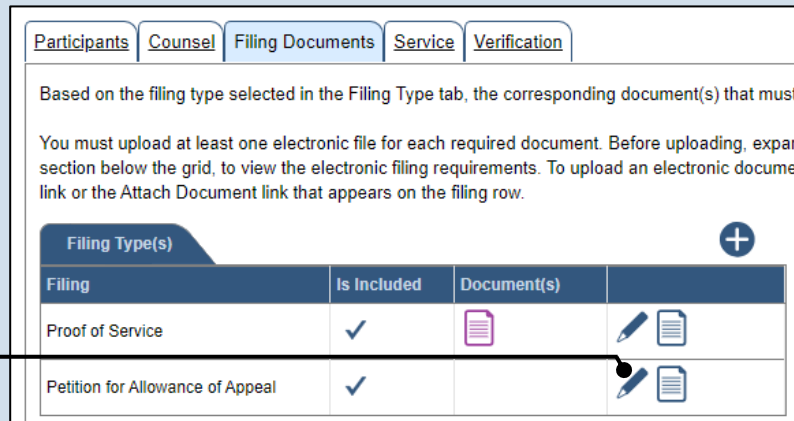 Participants Counsel Filing Documents Service Verification
Based on the filing type selected in the Filing Type tab, the corresponding document(s) that must
You must upload at least one electronic file for each required document. Before uploading,
section below the grid, to view the electronic filing requirements. To upload an electronic
link or the Attach Document link that appears on the filing row.
Filing Type(s)
Filing Is Included Document(s)
Proof of Service
Petition for Allowance of Appeal